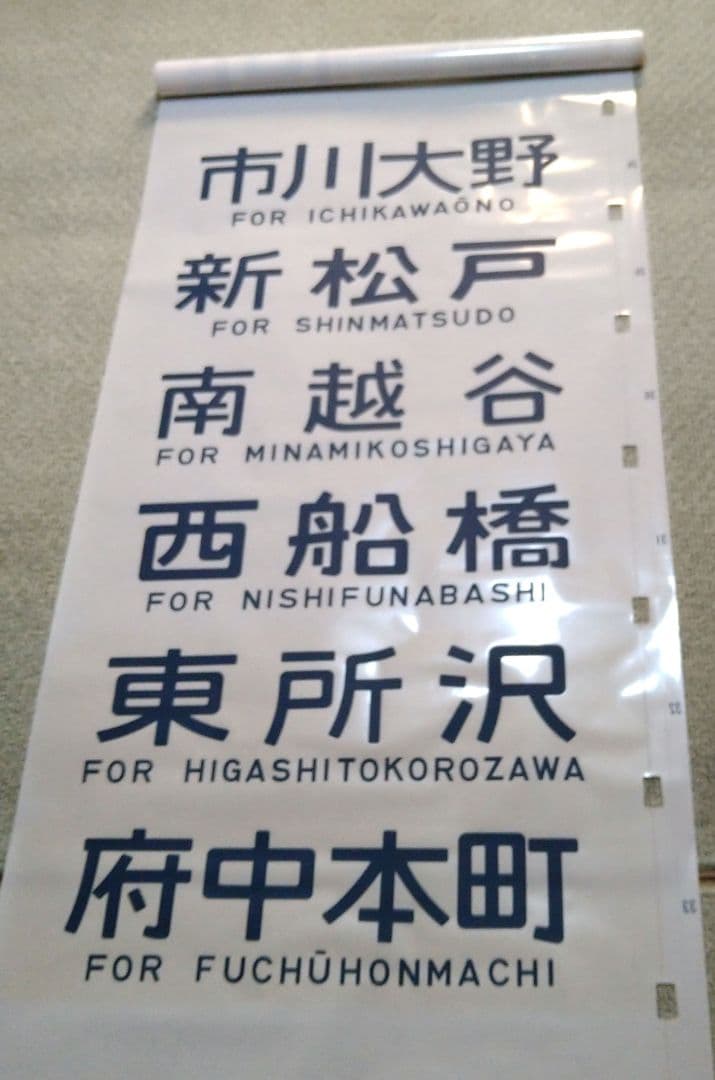 市川大野
FOR ICHIKAWAŌNO
新松戸
FOR SHINMATSUDO
南越谷
FOR MINAMIKOSHIGAYA
西船橋
FOR NISHIFUNABASHI
東所沢
FOR HIGASHITOKOROZAWA
府中本町
FOR FUCHŪHONMACHI
33